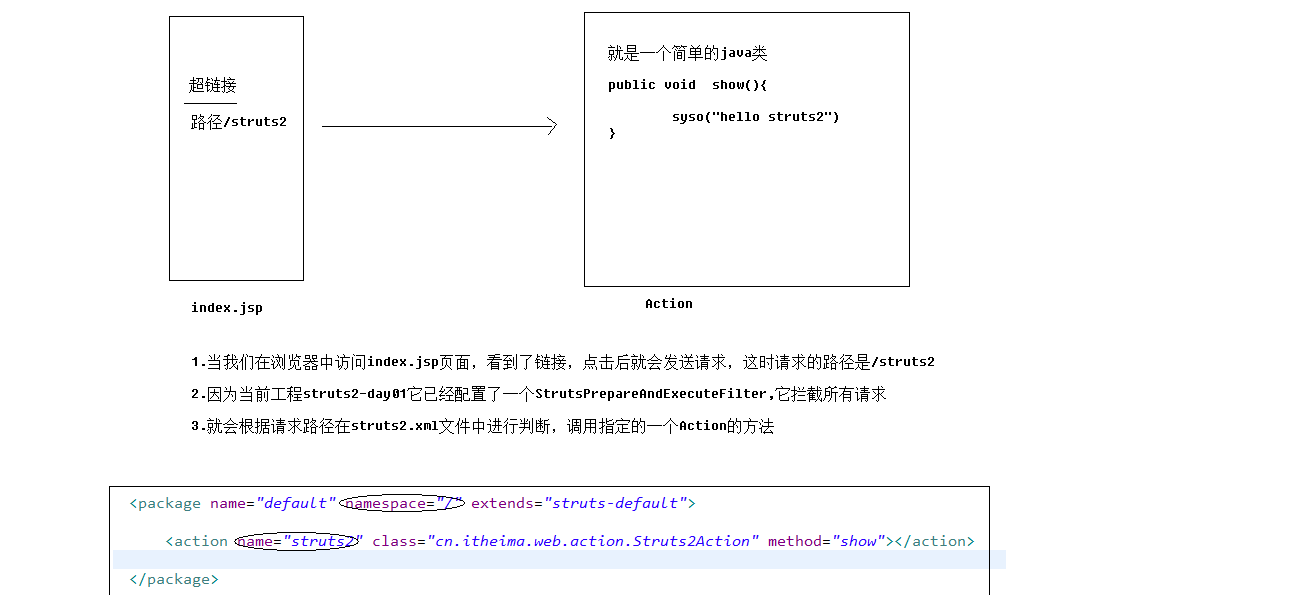 超链接
路径/struts2
index.jsp
就是一个简单的java类
public void  show(){
syso("hello struts2")
}
Action
1.当我们在浏览器中访问index.jsp页面，看到了链接，点击后就会发送请求，这时请求的路径是/struts2
2.因为当前工程struts2-day01它已经配置了一个StrutsPrepareAndExecuteFilter,它拦截所有请求
3.就会根据请求路径在struts2.xml文件中进行判断，调用指定的一个Action的方法
<package name="default" namespace="/" extends="struts-default">
<action name="struts2" class="cn.itheima.web.action.Struts2Action" method="show"></action>
</package>